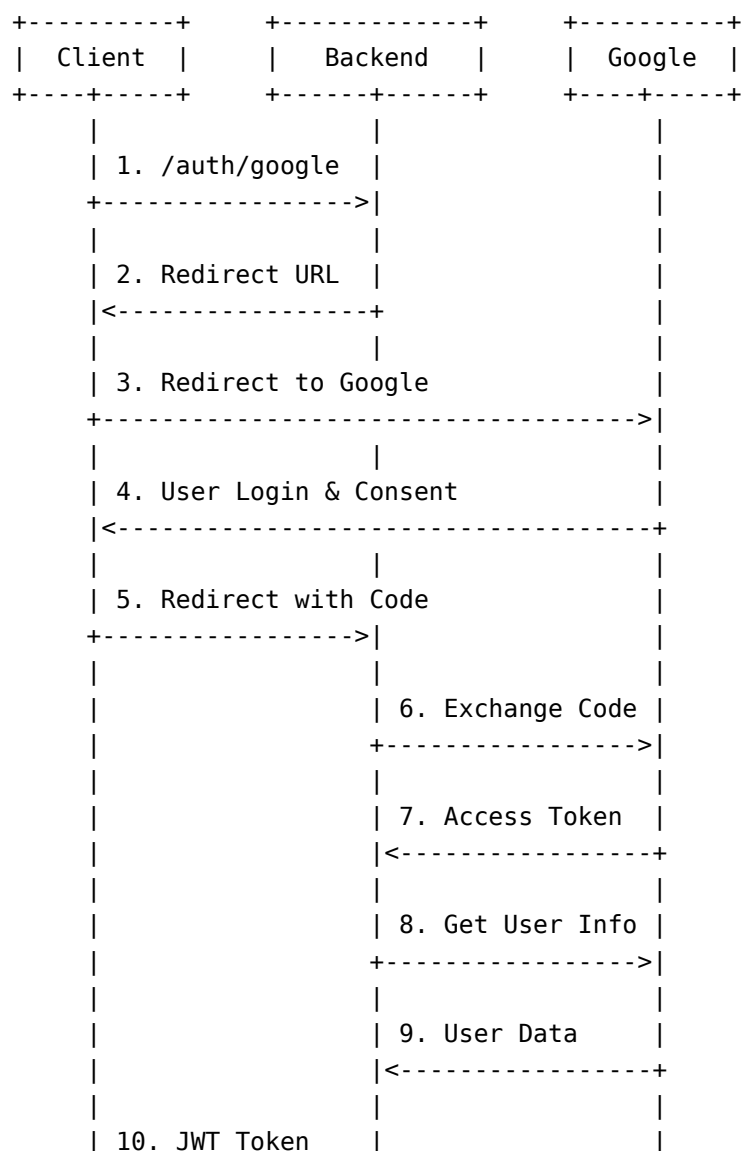 +----------+     +-------------+     +----------+
|  Client  |     |   Backend   |     |  Google  |
+----+-----+     +------+------+     +----+-----+
     |                  |                  |
     | 1. /auth/google  |                  |
     +----------------->|                  |
     |                  |                  |
     | 2. Redirect URL  |                  |
     |<-----------------+                  |
     |                  |                  |
     | 3. Redirect to Google               |
     +------------------------------------>|
     |                  |                  |
     | 4. User Login & Consent             |
     |<------------------------------------+
     |                  |                  |
     | 5. Redirect with Code               |
     +----------------->|                  |
     |                  |                  |
     |                  | 6. Exchange Code |
     |                  +----------------->|
     |                  |                  |
     |                  | 7. Access Token  |
     |                  |<-----------------+
     |                  |                  |
     |                  | 8. Get User Info |
     |                  +----------------->|
     |                  |                  |
     |                  | 9. User Data     |
     |                  |<-----------------+
     |                  |                  |
     | 10. JWT Token    |                  |